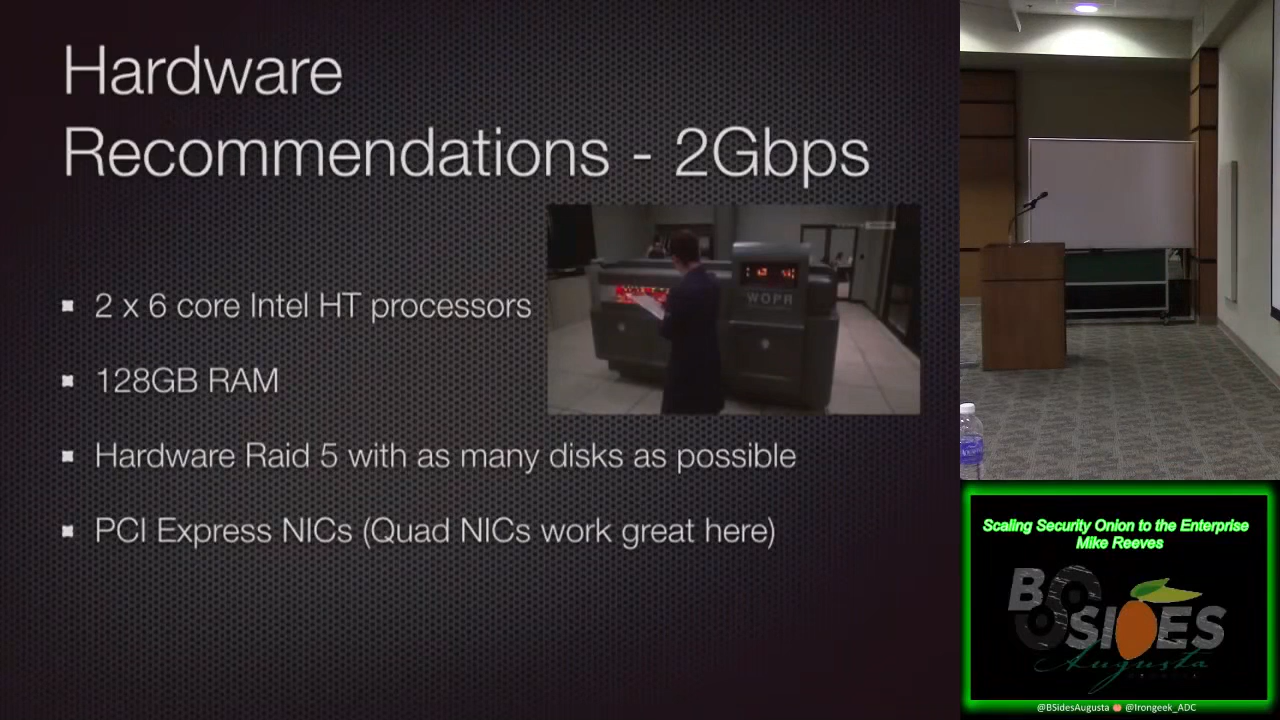 Hardware
Recommendations - 2Gbps
2 x 6 core Intel HT processors
128GB RAM
Hardware Raid 5 with as many disks as possible
PCI Express NICs (Quad NICs work great here)
WOPR
Scaling Security Onion to the Enterprise
Mike Reeves
BSIDES
Augusta
@BSidesAugusta @Irongeek_ADC